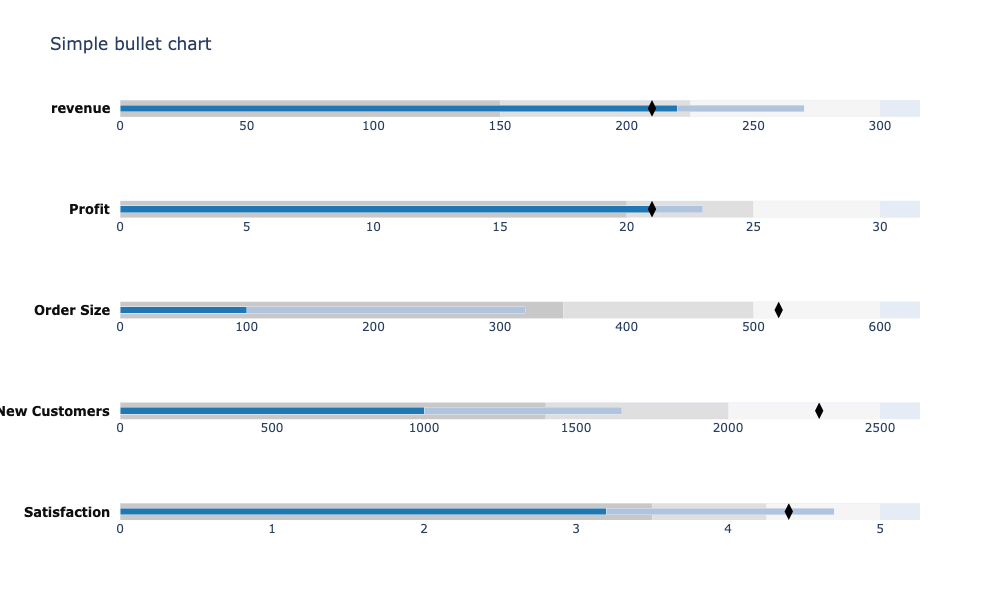 Simple bullet chart
revenue
0 50 100 150 200 250 300
Profit
0 5 10 15 20 25 30
Order Size
0 100 200 300 400 500 600
New Customers
0 500 1000 1500 2000 2500
Satisfaction
0 1 2 3 4 5